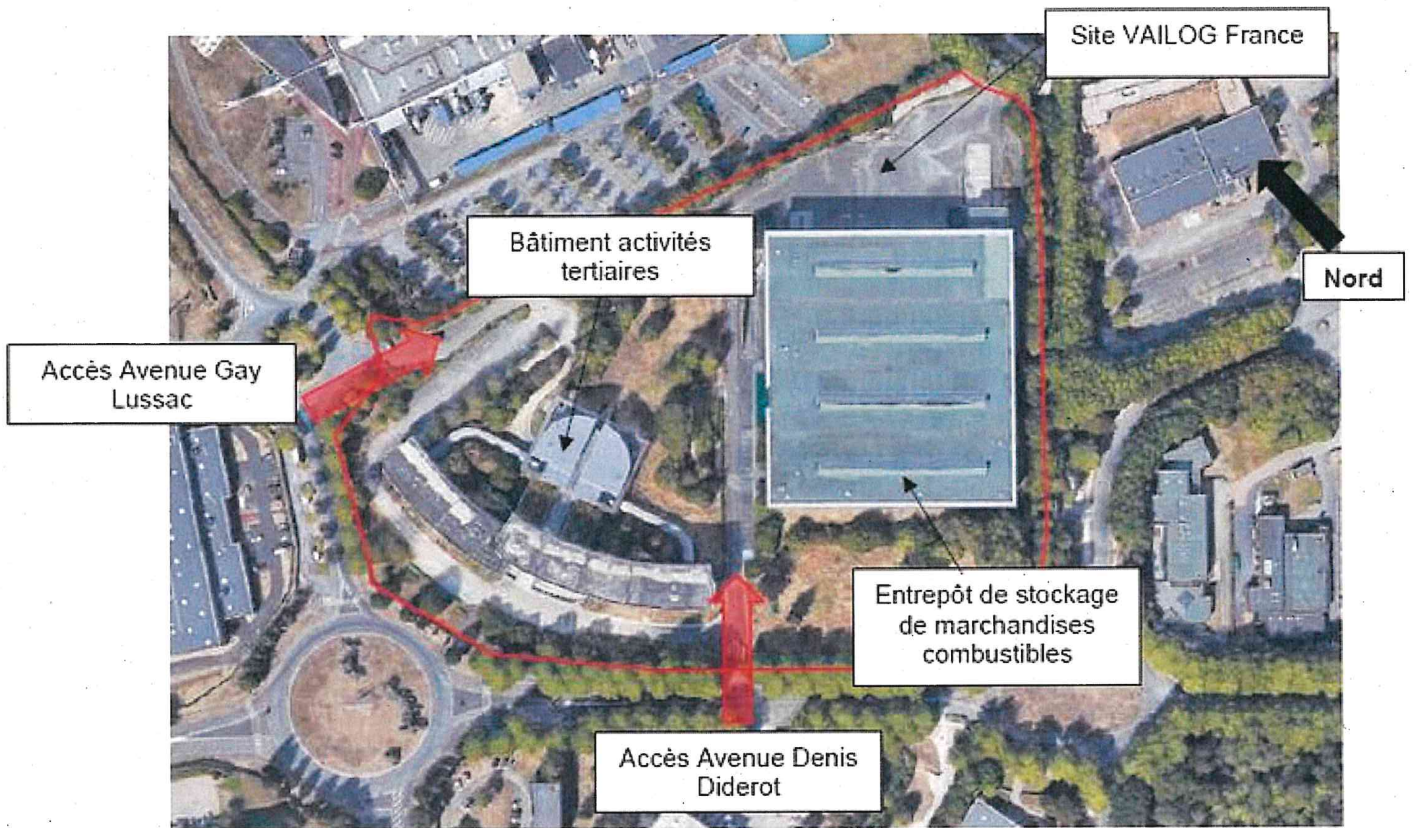 Site VAILOG France
Bâtiment activités
tertiaires
Nord
Accès Avenue Gay
Lussac
Entrepôt de stockage
de marchandises
combustibles
Accès Avenue Denis
Diderot